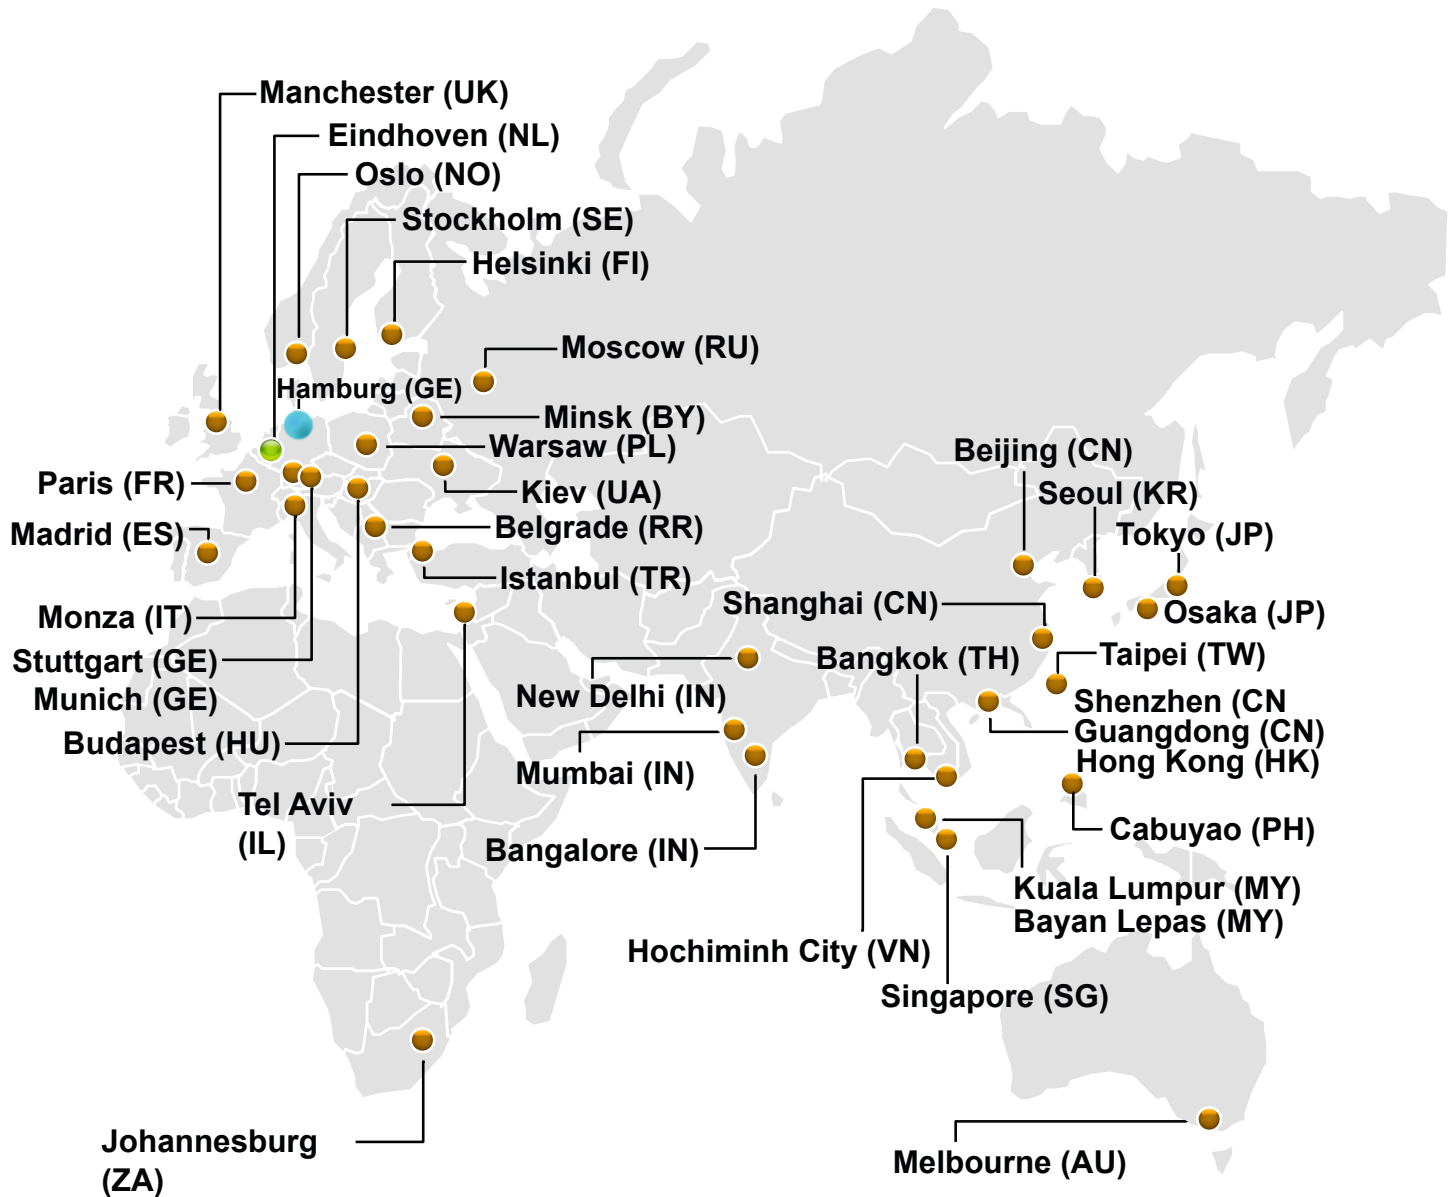 Manchester (UK)
Eindhoven (NL)
Oslo (NO)
Stockholm (SE)
Helsinki (FI)
Moscow (RU)
Hamburg (GE)
Minsk (BY)
Warsaw (PL)
Kiev (UA)
Belgrade (RR)
Istanbul (TR)
Paris (FR)
Madrid (ES)
Monza (IT)
Stuttgart (GE)
Munich (GE)
Budapest (HU)
Tel Aviv
(IL)
Johannesburg
(ZA)
New Delhi (IN)
Mumbai (IN)
Bangalore (IN)
Beijing (CN)
Seoul (KR)
Tokyo (JP)
Osaka (JP)
Shanghai (CN)
Bangkok (TH)
Taipei (TW)
Shenzhen (CN
Guangdong (CN)
Hong Kong (HK)
Cabuyao (PH)
Kuala Lumpur (MY)
Bayan Lepas (MY)
Hochiminh City (VN)
Singapore (SG)
Melbourne (AU)